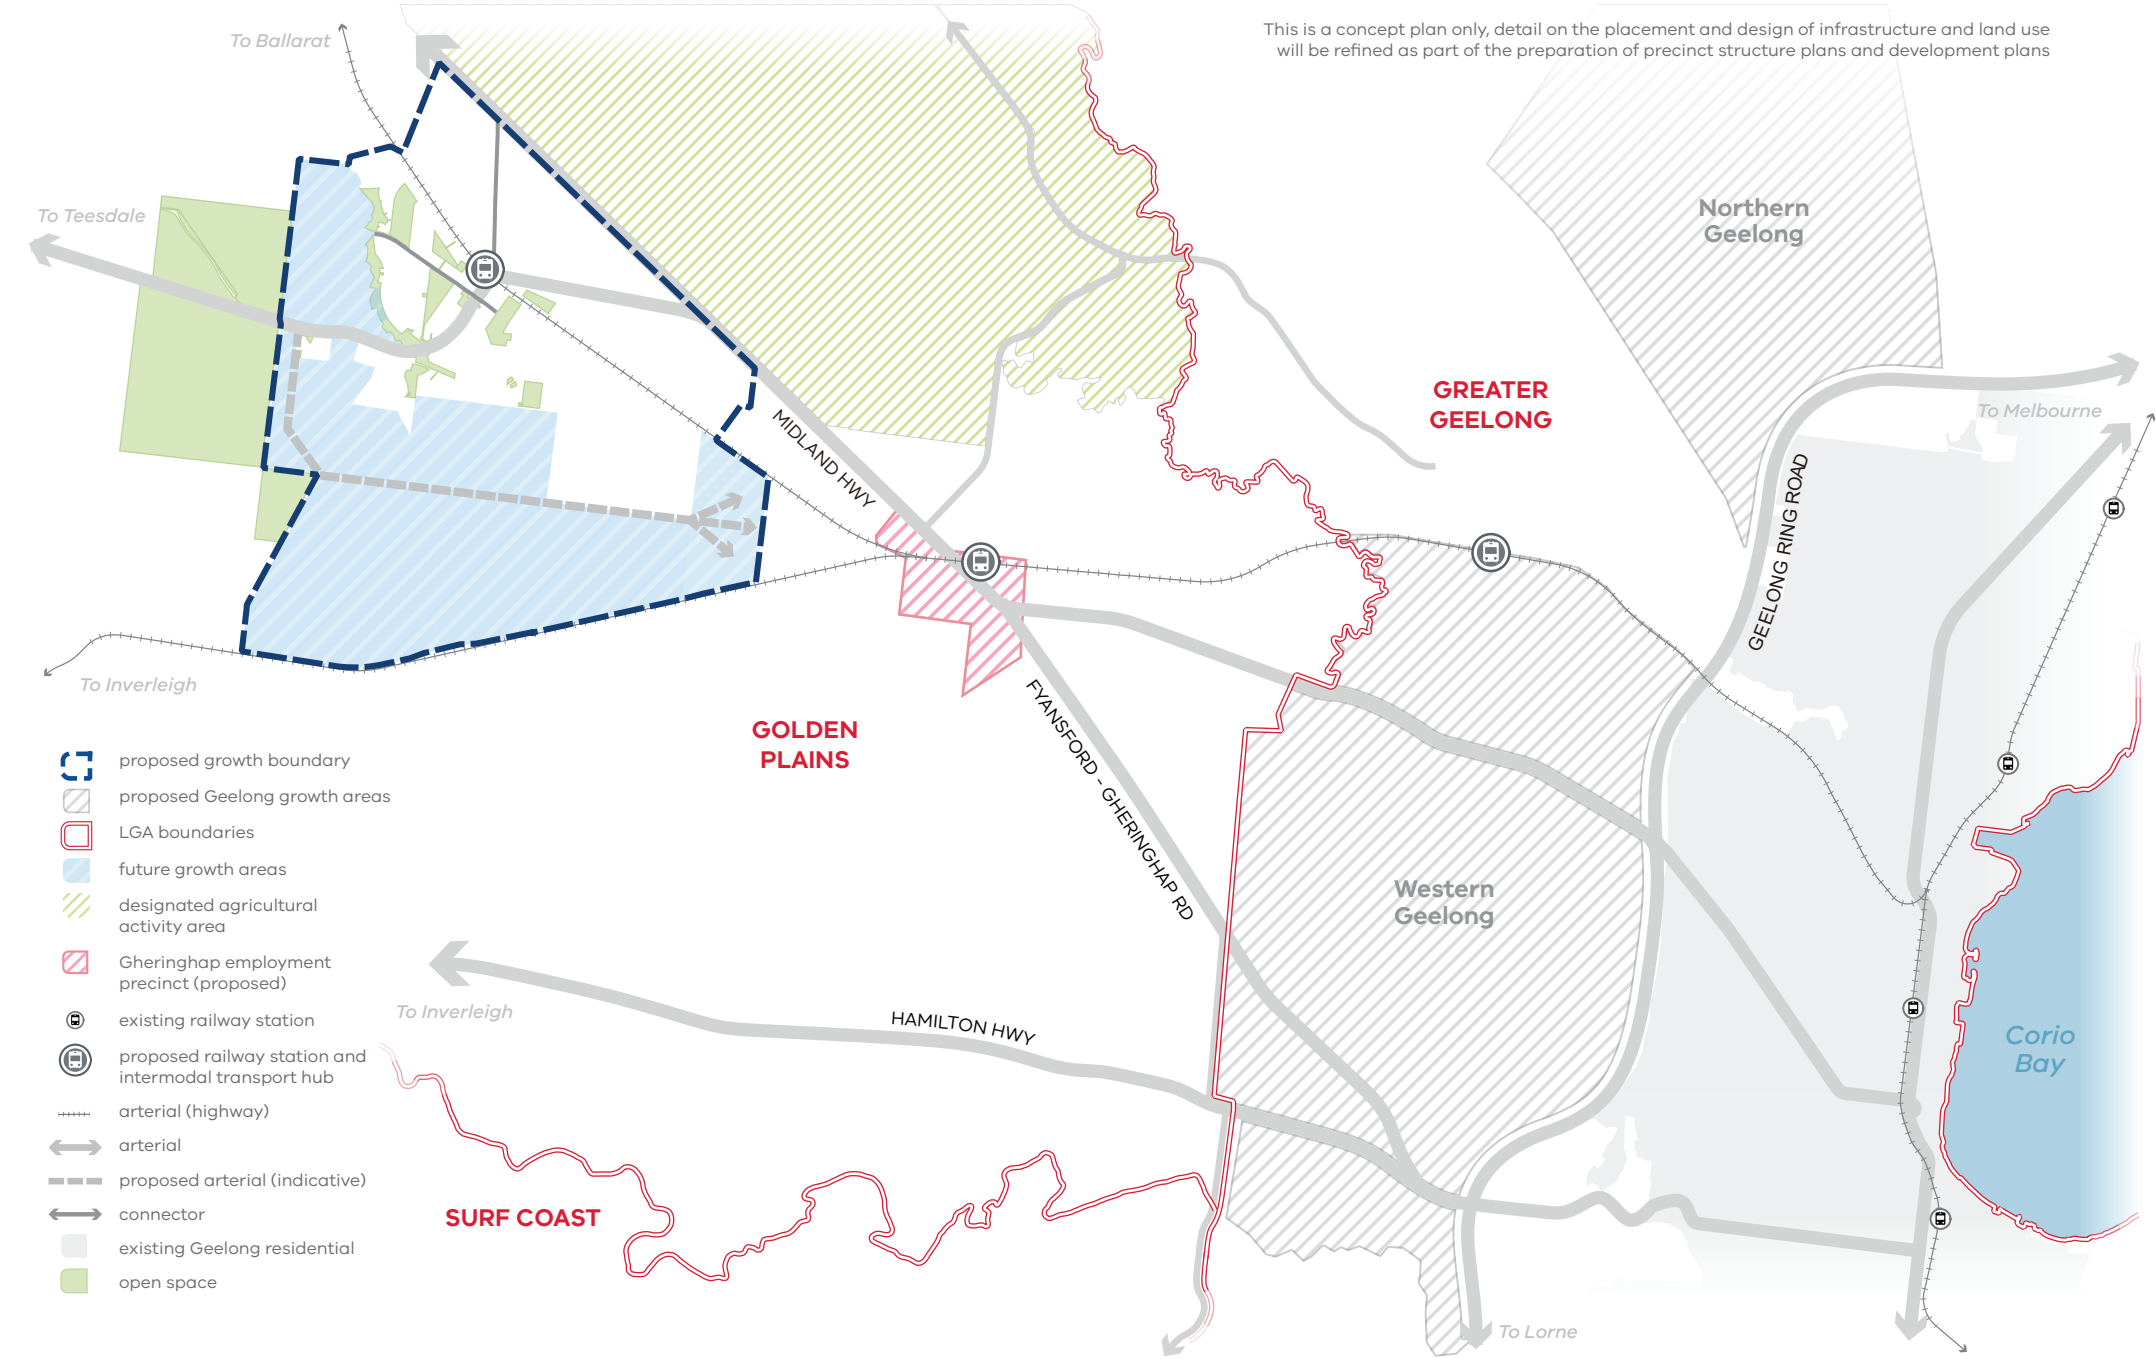 This is a concept plan only, detail on the placement and design of infrastructure and land use
will be refined as part of the preparation of precinct structure plans and development plans
To Ballarat
To Teesdale
Northern
Geelong
GREATER
GEELONG
To Melbourne
MIDLAND HWY
GEELONG RING ROAD
To Inverleigh
GOLDEN
PLAINS
FYANSFORD - GHERINGHAP RD
Western
Geelong
proposed growth boundary
proposed Geelong growth areas
LGA boundaries
future growth areas
designated agricultural
activity area
Gheringhap employment
precinct (proposed)
existing railway station
proposed railway station and
intermodal transport hub
arterial (highway)
arterial
proposed arterial (indicative)
connector
existing Geelong residential
open space
To Inverleigh
HAMILTON HWY
Corio
Bay
SURF COAST
To Lorne